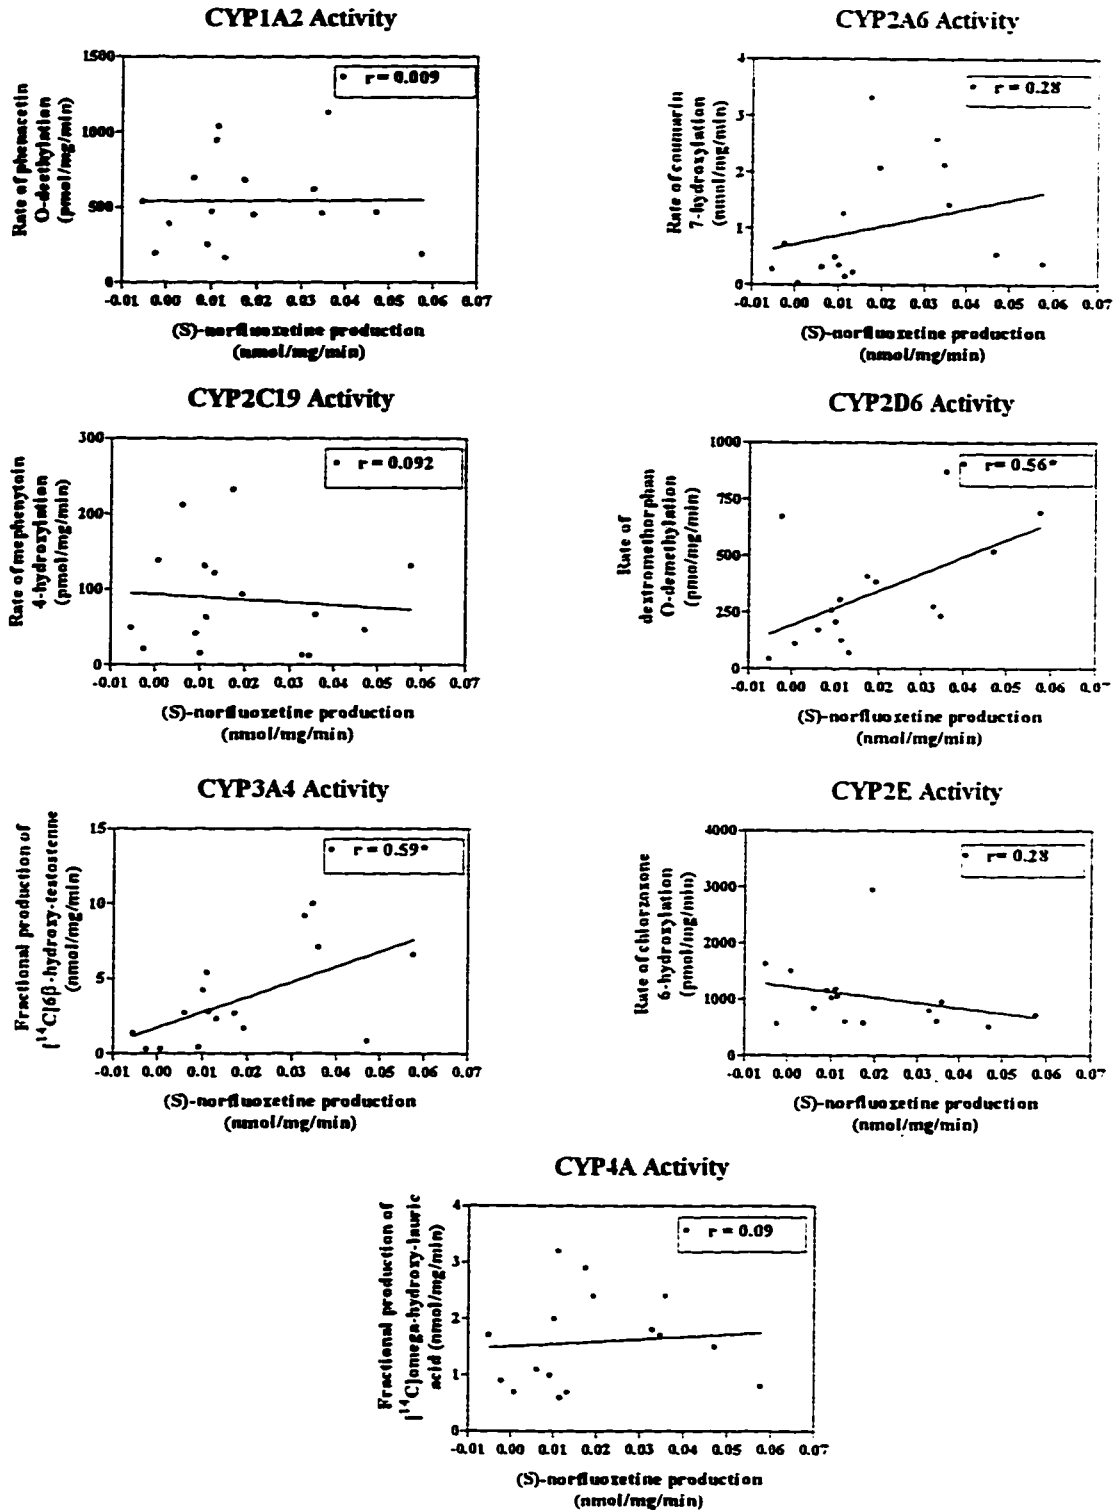 CYP1A2 Activity
1500
1000
500
0
r = 0.009
Rate of phenacetin
O-deethylation
(pmol/mg/min)
-0.01 0.00 0.01 0.02 0.03 0.04 0.05 0.06 0.07
(S)-norfluoxetine production
(nmol/mg/min)
CYP2A6 Activity
4
3
2
1
0
r = 0.28
Rate of coumarin
7-hydroxylation
(nmol/mg/min)
-0.01 0.00 0.01 0.02 0.03 0.04 0.05 0.06 0.07
(S)-norfluoxetine production
(nmol/mg/min)
CYP2C19 Activity
300
200
100
0
r = 0.092
Rate of mephenytoin
4-hydroxylation
(pmol/mg/min)
-0.01 0.00 0.01 0.02 0.03 0.04 0.05 0.06 0.07
(S)-norfluoxetine production
(nmol/mg/min)
CYP2D6 Activity
1000
750
500
250
0
r= 0.56*
Rate of
dextromethorphan
O-demethylation
(pmo/mg/min)
-0.01 0.00 0.01 0.02 0.03 0.04 0.05 0.06 0.07
(S)-norfluoxetine production
(nmol/mg/min)
CYP3A4 Activity
15
10
5
0
r = 0.59*
Fractional production of
[¹⁴C]6β-hydroxy-testostenne
(nmol/mg/min)
-0.01 0.00 0.01 0.02 0.03 0.04 0.05 0.06 0.07
(S)-norfluoxetine production
(nmol/mg/min)
CYP2E Activity
4000
3000
2000
1000
0
r= 0.28
Rate of chlorzoxone
6-hydroxylation
(pmol/mg/min)
-0.01 0.00 0.01 0.02 0.03 0.04 0.05 0.06 0.07
(S)-norfluoxetine production
(nmol/mg/min)
CYP4A Activity
4
3
2
1
0
r = 0.09
Fractional production of
[¹⁴C]omega-hydroxy-lauric
acid (nmol/mg/min)
-0.01 0.00 0.01 0.02 0.03 0.04 0.05 0.06 0.07
(S)-norfluoxetine production
(nmol/mg/min)